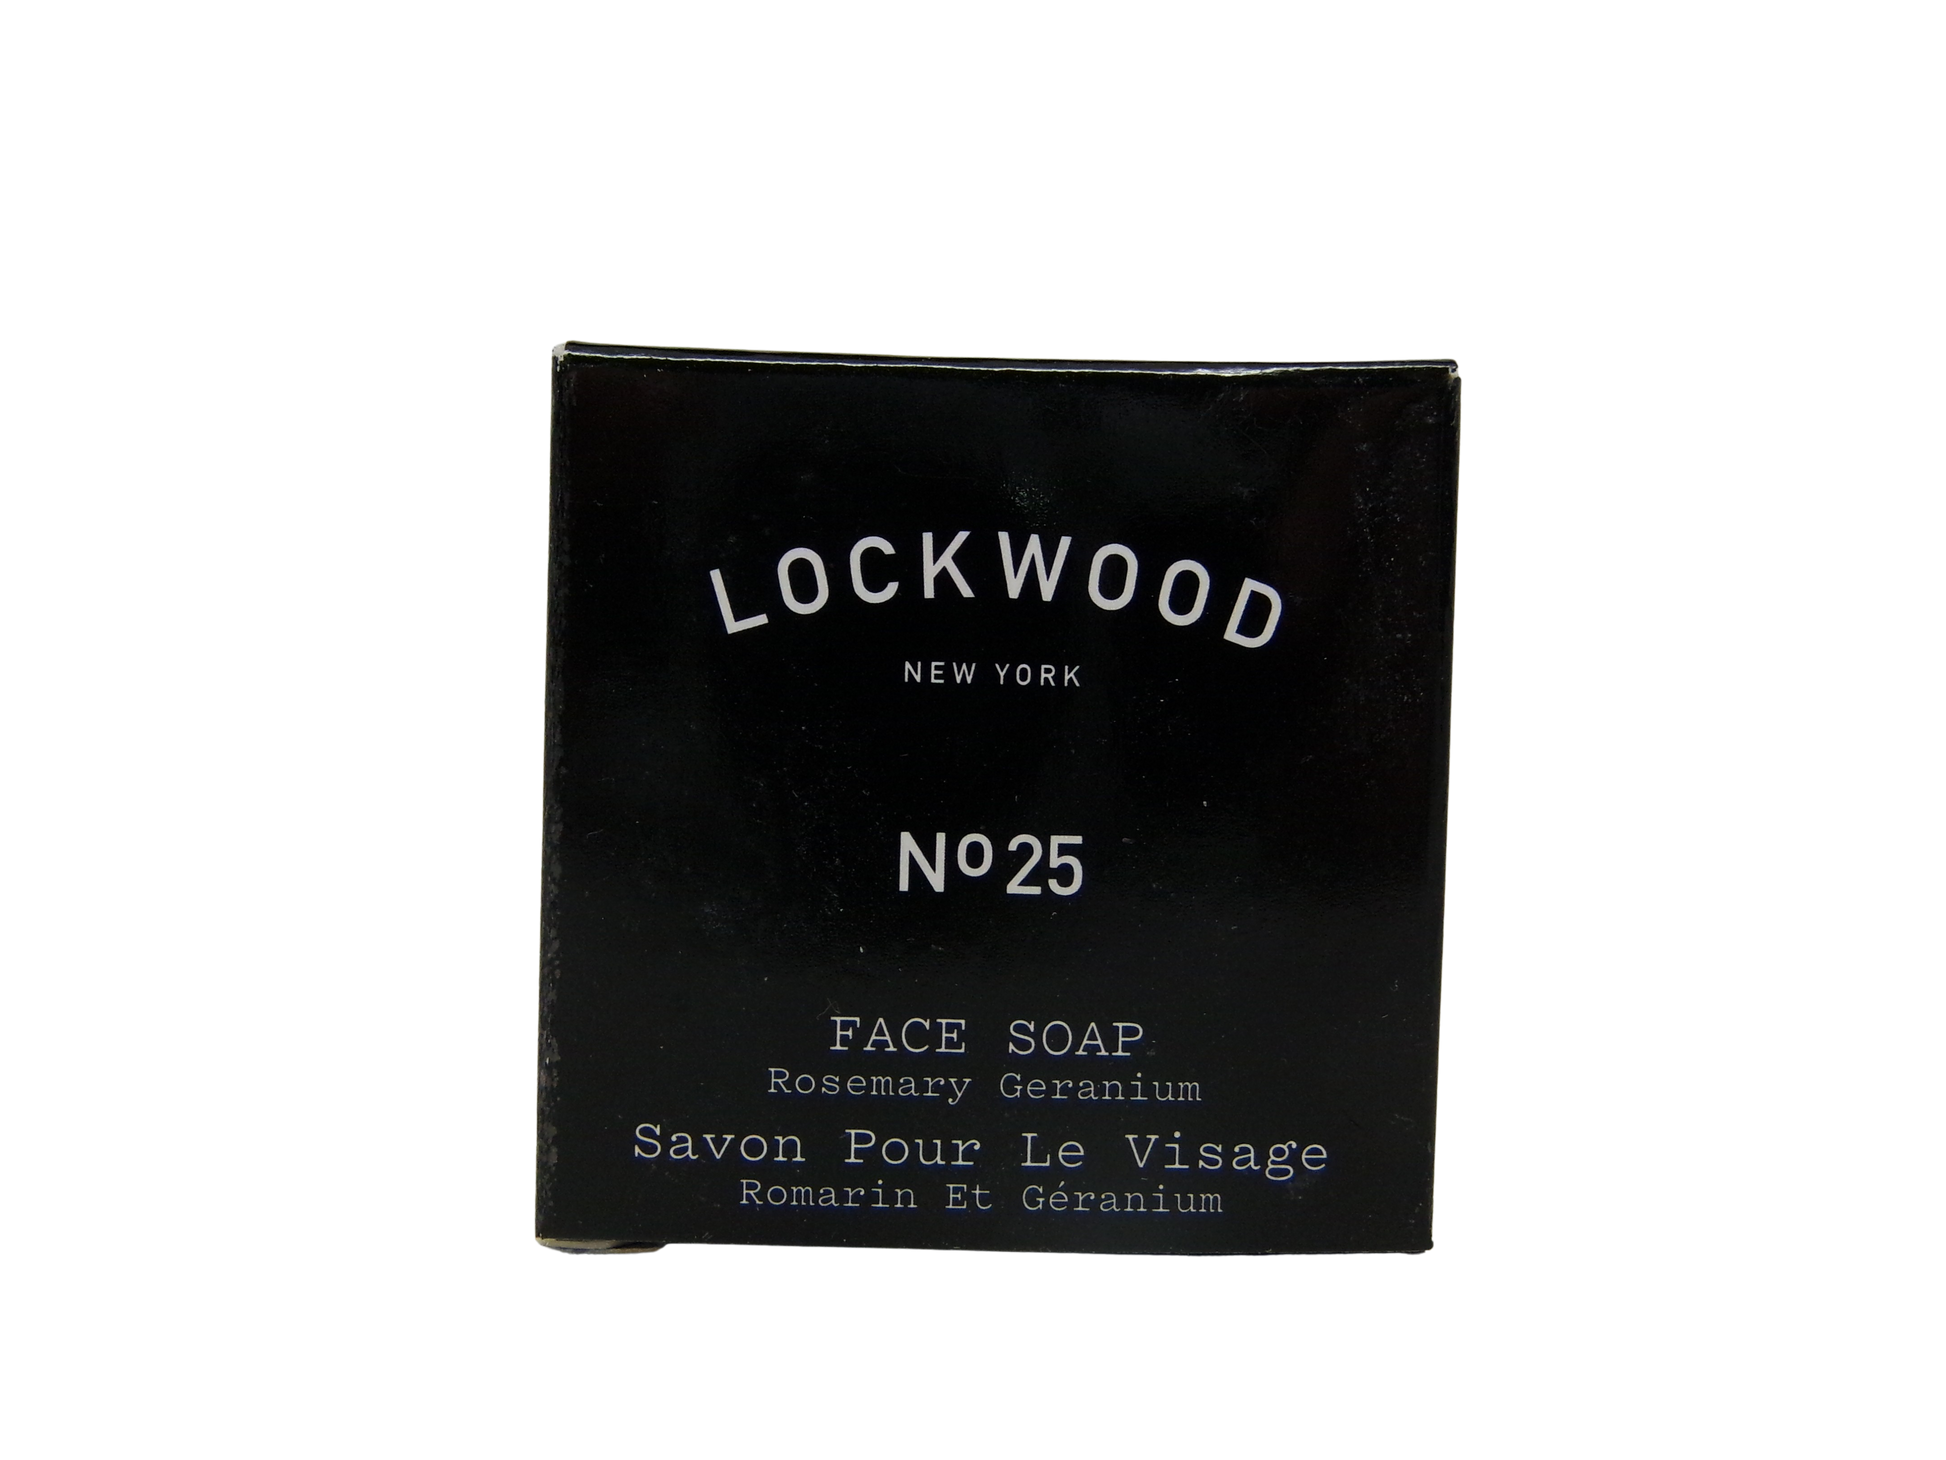 LOCKWOOD
NEW YORK
Nº25
FACE SOAP
Rosemary Geranium
Savon Pour Le Visage
Romarin Et Géranium